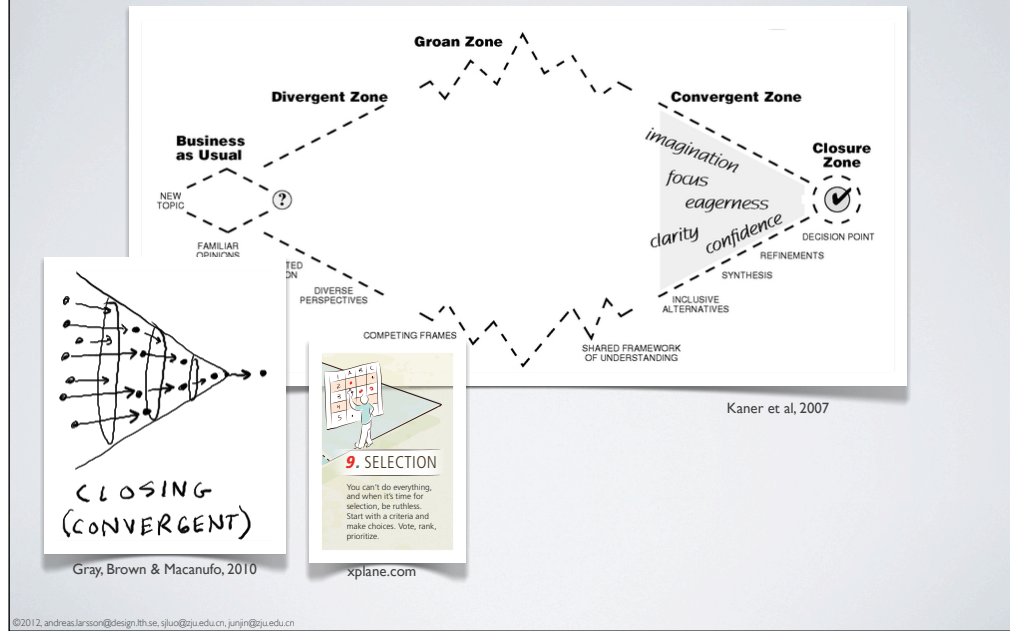 Groan Zone
Divergent Zone
Convergent Zone
Business
as Usual
Closure
Zone
imagination
focus
eagerness
clarity
confidence
NEW
TOPIC
?
FAMILIAR
OPINIONS
DIVERSE
PERSPECTIVES
COMPETING FRAMES
SHARED FRAMEWORK
OF UNDERSTANDING
INCLUSIVE
ALTERNATIVES
SYNTHESIS
REFINEMENTS
DECISION POINT
Kaner et al, 2007
CLOSING
(CONVERGENT)
Gray, Brown & Macanufo, 2010
9. SELECTION
You can't do everything,
and when it's time for
selection, be ruthless.
Start with a criteria and
make choices. Vote, rank,
prioritize.
xplane.com
©2012, andreas.larsson@design.lth.se, sjluo@zju.edu.cn, junjin@zju.edu.cn